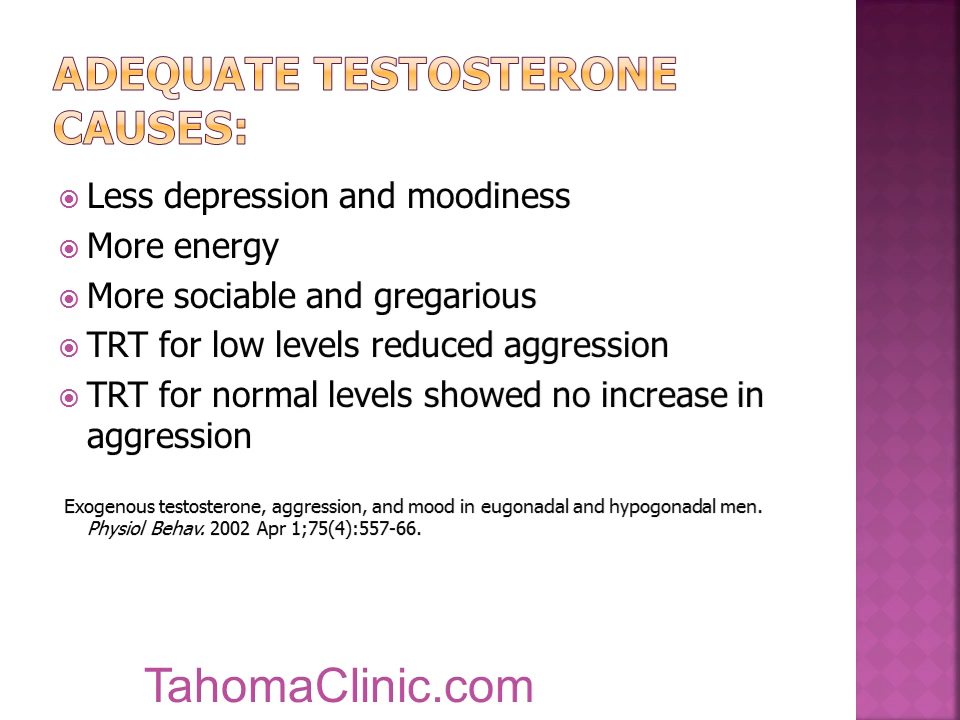 ADEQUATE TESTOSTERONE
CAUSES:
Less depression and moodiness
More energy
More sociable and gregarious
TRT for low levels reduced aggression
TRT for normal levels showed no increase in
aggression
Exogenous testosterone, aggression, and mood in eugonadal and hypogonadal men.
Physiol Behav. 2002 Apr 1;75(4):557-66.
TahomaClinic.com